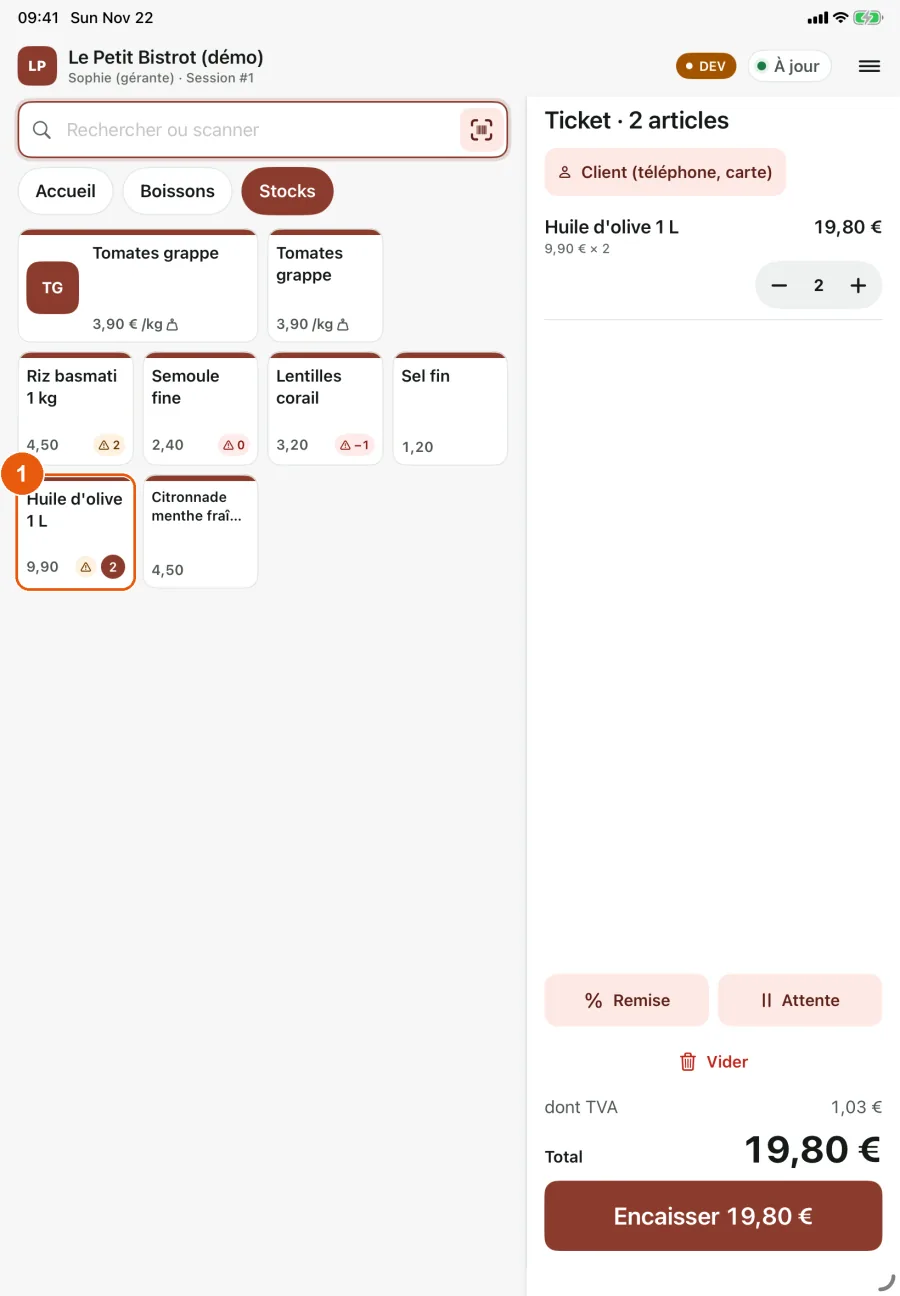 09:41 Sun Nov 22
LP
Le Petit Bistrot (démo)
Sophie (gérante) · Session #1
DEV
À jour
Rechercher ou scanner
Accueil
Boissons
Stocks
TG
Tomates grappe
3,90 € /kg
Tomates
grappe
3,90 /kg
Riz basmati
1 kg
4,50
2
Semoule
fine
2,40
0
Lentilles
corail
3,20
−1
Sel fin
1,20
1
Huile d'olive
1 L
9,90
2
Citronnade
menthe fraî...
4,50
Ticket · 2 articles
Client (téléphone, carte)
Huile d'olive 1 L 19,80 €
9,90 € × 2
− 2 +
% Remise
Attente
Vider
dont TVA 1,03 €
Total 19,80 €
Encaisser 19,80 €